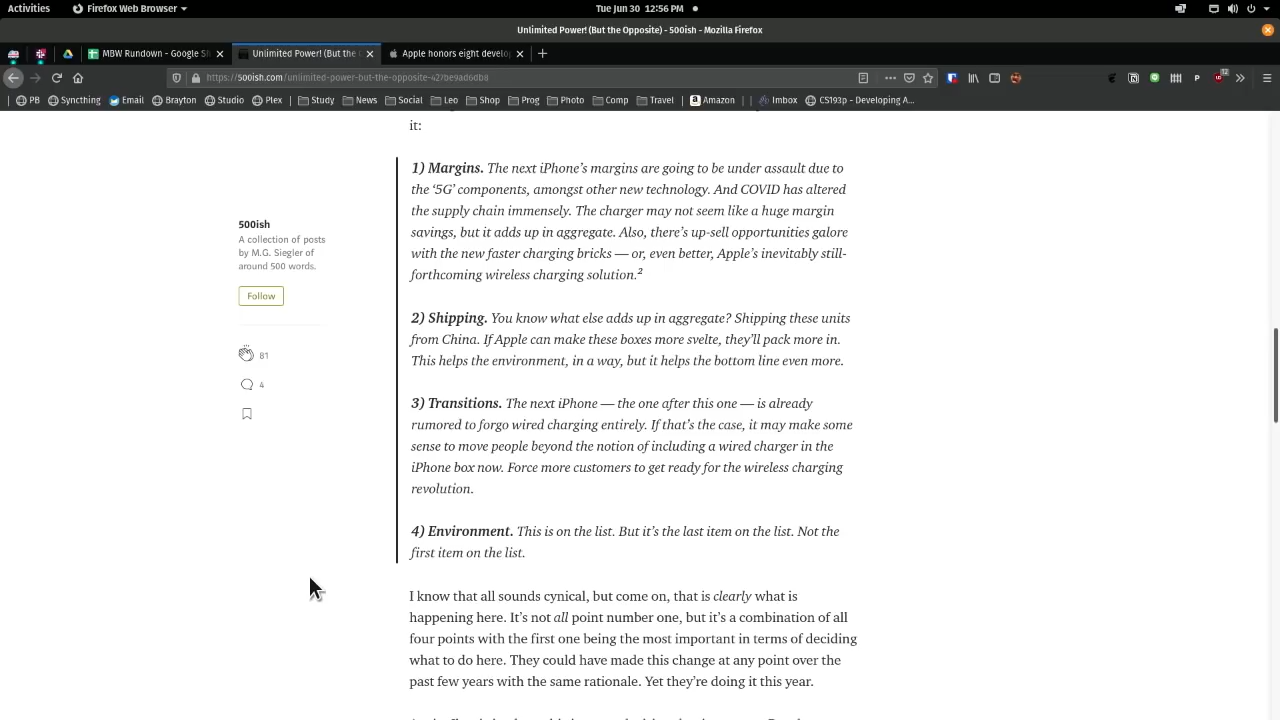 Activities Firefox Web Browser Tue Jun 30 12:56 PM
Unlimited Power! (But the Opposite) - 500ish - Mozilla Firefox
MBW Rundown - Google Sh Unlimited Power! (But the Apple honors eight develo
https://500ish.com/unlimited-power-but-the-opposite-427be9ad6db8
PB Syncthing Email Brayton Studio Plex Study News Social Leo Shop Prog Photo Comp Travel Amazon Imbox CS193p - Developing A...
it:
1) Margins. The next iPhone’s margins are going to be under assault due to
the ‘5G’ components, amongst other new technology. And COVID has altered
the supply chain immensely. The charger may not seem like a huge margin
savings, but it adds up in aggregate. Also, there’s up-sell opportunities galore
with the new faster charging bricks — or, even better, Apple’s inevitably still-
forthcoming wireless charging solution.²
2) Shipping. You know what else adds up in aggregate? Shipping these units
from China. If Apple can make these boxes more svelte, they’ll pack more in.
This helps the environment, in a way, but it helps the bottom line even more.
3) Transitions. The next iPhone — the one after this one — is already
rumored to forgo wired charging entirely. If that’s the case, it may make some
sense to move people beyond the notion of including a wired charger in the
iPhone box now. Force more customers to get ready for the wireless charging
revolution.
4) Environment. This is on the list. But it’s the last item on the list. Not the
first item on the list.
I know that all sounds cynical, but come on, that is clearly what is
happening here. It’s not all point number one, but it’s a combination of all
four points with the first one being the most important in terms of deciding
what to do here. They could have made this change at any point over the
past few years with the same rationale. Yet they’re doing it this year.
500ish
A collection of posts
by M.G. Siegler of
around 500 words.
Follow
81
4